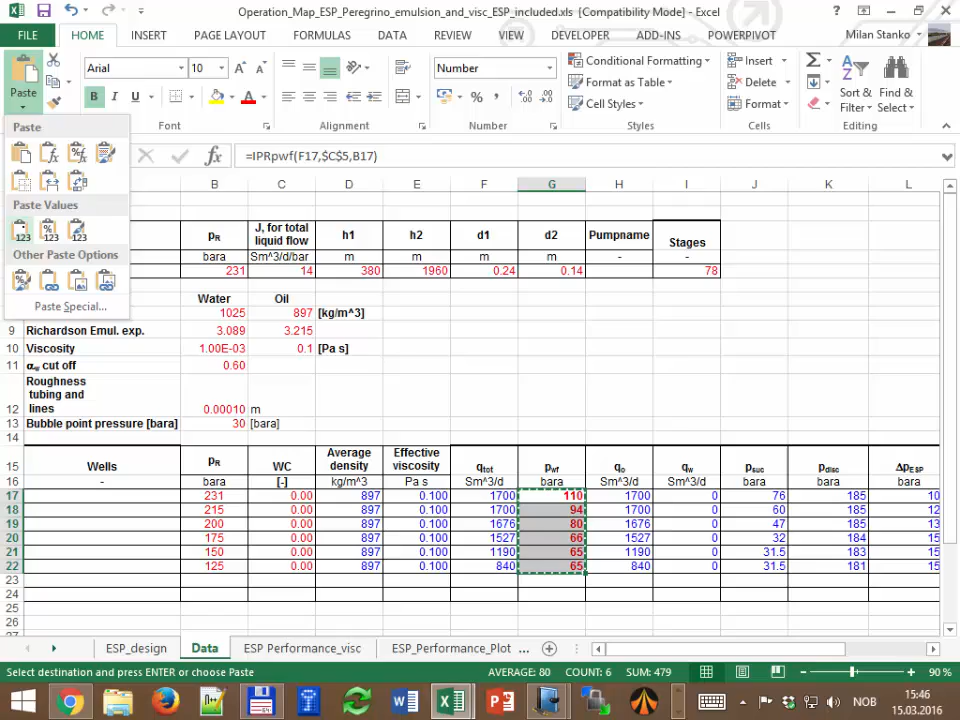 Operation_Map_ESP_Peregrino_emulsion_and_visc_ESP_included.xls [Compatibility Mode] - Excel
FILE HOME INSERT PAGE LAYOUT FORMULAS DATA REVIEW VIEW DEVELOPER ADD-INS POWERPIVOT Milan Stanko
Paste
Arial 10
B I U
A A
Number
% ,
Conditional Formatting
Format as Table
Cell Styles
Insert
Delete
Format
Sort & Filter
Find & Select
Font Alignment Number Styles Cells Editing
=IPRpwf(F17,$C$5,B17)
Paste
Paste Values
123 123 123
Other Paste Options
Paste Special...
B C D E F G H I J K L
pR J, for total liquid flow h1 h2 d1 d2 Pumpname Stages
bara Sm^3/d/bar m m m m - -
231 14 380 1960 0.24 0.14 78
Water Oil
1025 897 [kg/m^3]
9 Richardson Emul. exp. 3.089 3.215
10 Viscosity 1.00E-03 0.1 [Pa s]
11 αw cut off 0.60
12 Roughness tubing and lines 0.00010 m
13 Bubble point pressure [bara] 30 [bara]
14
15 Wells pR WC Average density Effective viscosity qtot pwf qo qw psuc pdisc ΔpESP
16 - bara [-] kg/m^3 Pa s Sm^3/d bara Sm^3/d Sm^3/d bara bara bara
17 231 0.00 897 0.100 1700 110 1700 0 76 185 10
18 215 0.00 897 0.100 1700 94 1700 0 60 185 12
19 200 0.00 897 0.100 1676 80 1676 0 47 185 13
20 175 0.00 897 0.100 1527 66 1527 0 32 184 15
21 150 0.00 897 0.100 1190 65 1190 0 31.5 183 15
22 125 0.00 897 0.100 840 65 840 0 31.5 181 15
23
24
25
26
27
ESP_design Data ESP Performance_visc ESP_Performance_Plot ...
Select destination and press ENTER or choose Paste AVERAGE: 80 COUNT: 6 SUM: 479 90 %
NOB
15:46
15.03.2016